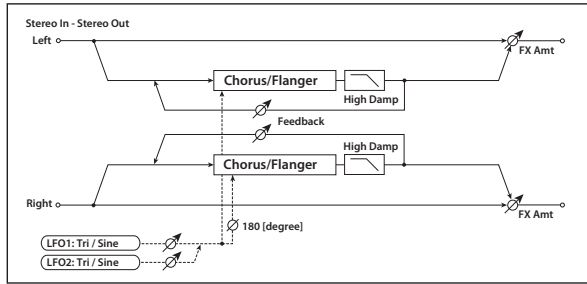 Stereo In - Stereo Out
Left
FX Amt
Chorus/Flanger
High Damp
Feedback
High Damp
Chorus/Flanger
Right
FX Amt
180 [degree]
LFO1: Tri / Sine
LFO2: Tri / Sine